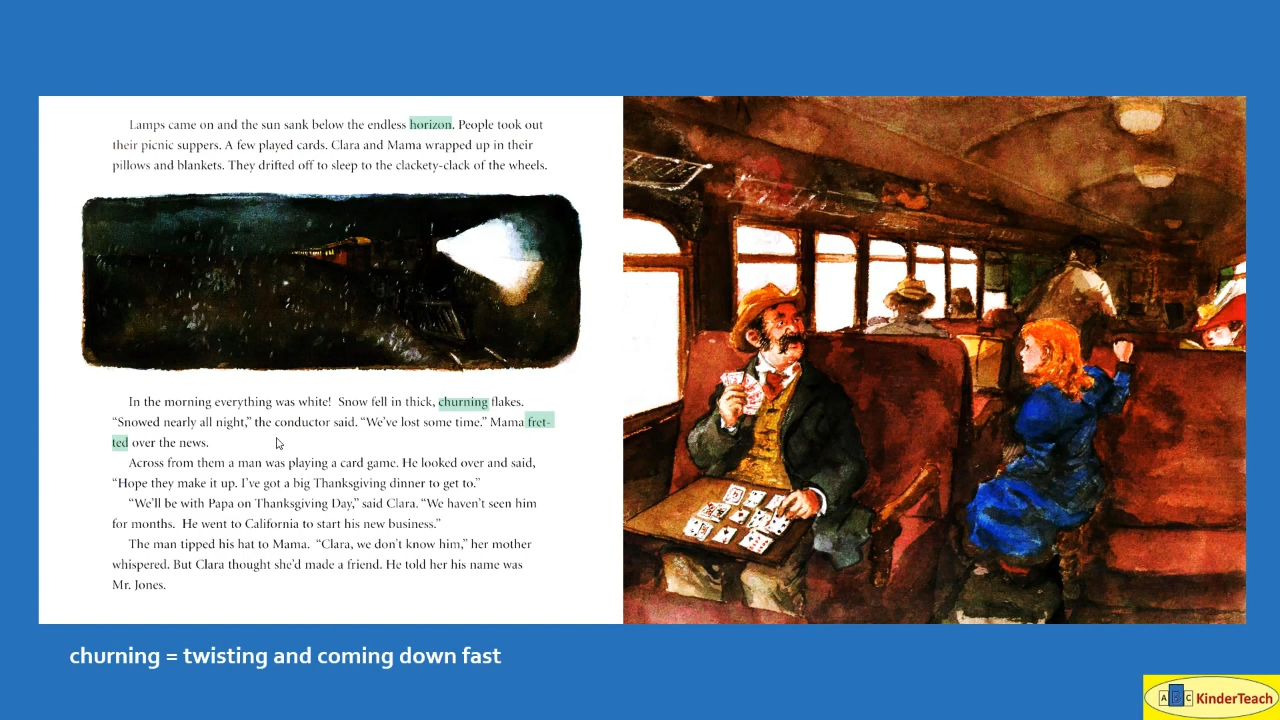 Lamps came on and the sun sank below the endless horizon. People took out
their picnic suppers. A few played cards. Clara and Mama wrapped up in their
pillows and blankets. They drifted off to sleep to the clackety-clack of the wheels.
In the morning everything was white!  Snow fell in thick, churning flakes.
“Snowed nearly all night,” the conductor said. “We’ve lost some time.” Mama fret-
ted over the news.
Across from them a man was playing a card game. He looked over and said,
“Hope they make it up. I’ve got a big Thanksgiving dinner to get to.”
“We’ll be with Papa on Thanksgiving Day,” said Clara. “We haven’t seen him
for months.  He went to California to start his new business.”
The man tipped his hat to Mama.  “Clara, we don’t know him,” her mother
whispered. But Clara thought she’d made a friend. He told her his name was
Mr. Jones.
churning = twisting and coming down fast
ABC KinderTeach